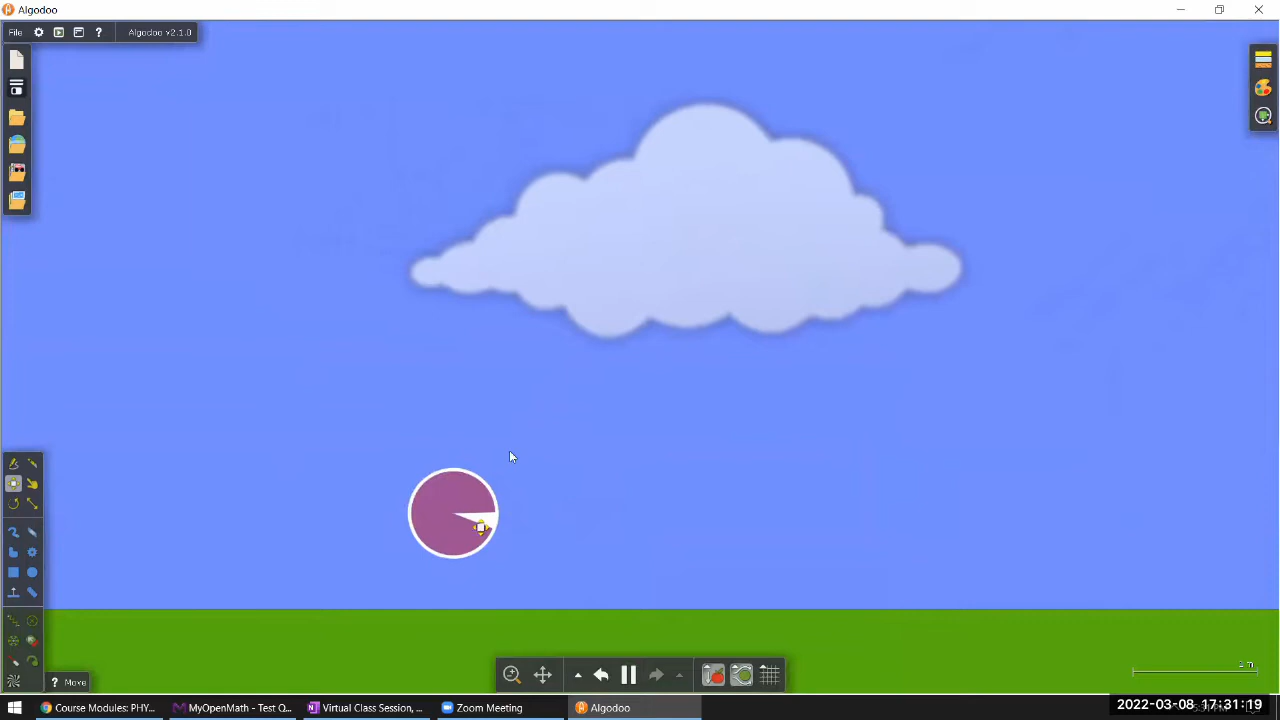 Algodoo
File ? Algodoo v2.1.0
1 m
? Move
Course Modules: PHY...
MyOpenMath - Test Q...
Virtual Class Session, ...
Zoom Meeting
Algodoo
2022-03-08 17:31:19